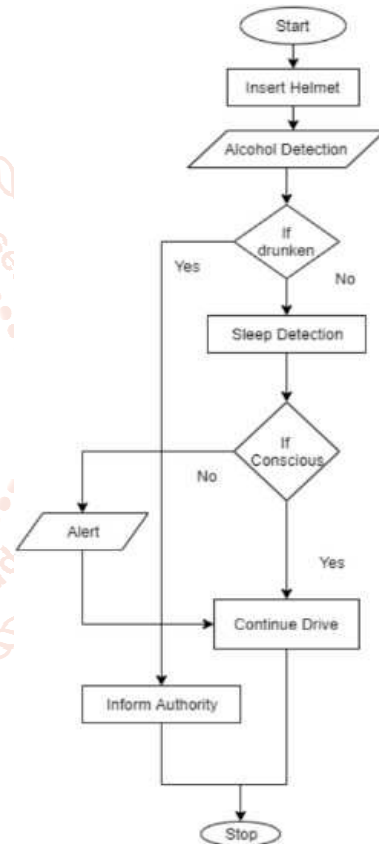 Start
Insert Helmet
Alcohol Detection
If
drunken
Yes
No
Sleep Detection
If
Conscious
No
Alert
Yes
Continue Drive
Inform Authority
Stop